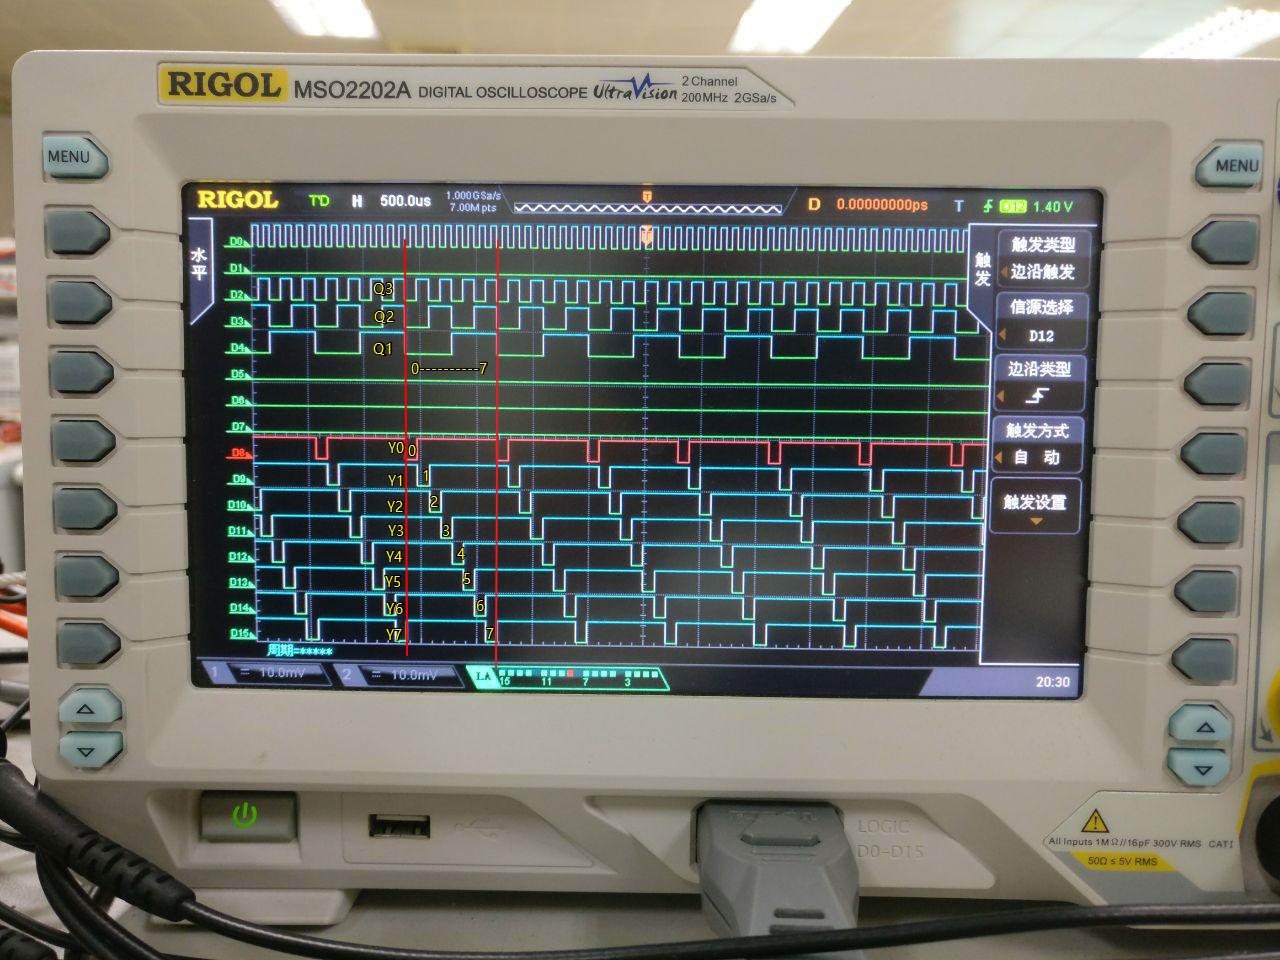 RIGOL MSO2202A DIGITAL OSCILLOSCOPE UltraVision 2 Channel
200MHz 2GSa/s
MENU
MENU
RIGOL T'D H 500.0us 1.000GSa/s
7.00M pts
T
D 0.00000000ps T D12 1.40 V
水平
触发
触发类型
边沿触发
信源选择
D12
边沿类型
触发方式
自 动
触发设置
D0
D1
D2 Q3
D3 Q2
D4 Q1
0----------7
D5
D6
D7
D8 Y0 0
D9 Y1 1
D10 Y2 2
D11 Y3 3
D12 Y4 4
D13 Y5 5
D14 Y6 6
D15 Y7 7
周期=*****
1 = 10.0mV 2 = 10.0mV LA 15 11 7 3
20:30
LOGIC
D0-D15
All Inputs 1MΩ//16pF 300V RMS CATI
50Ω ≤ 5V RMS